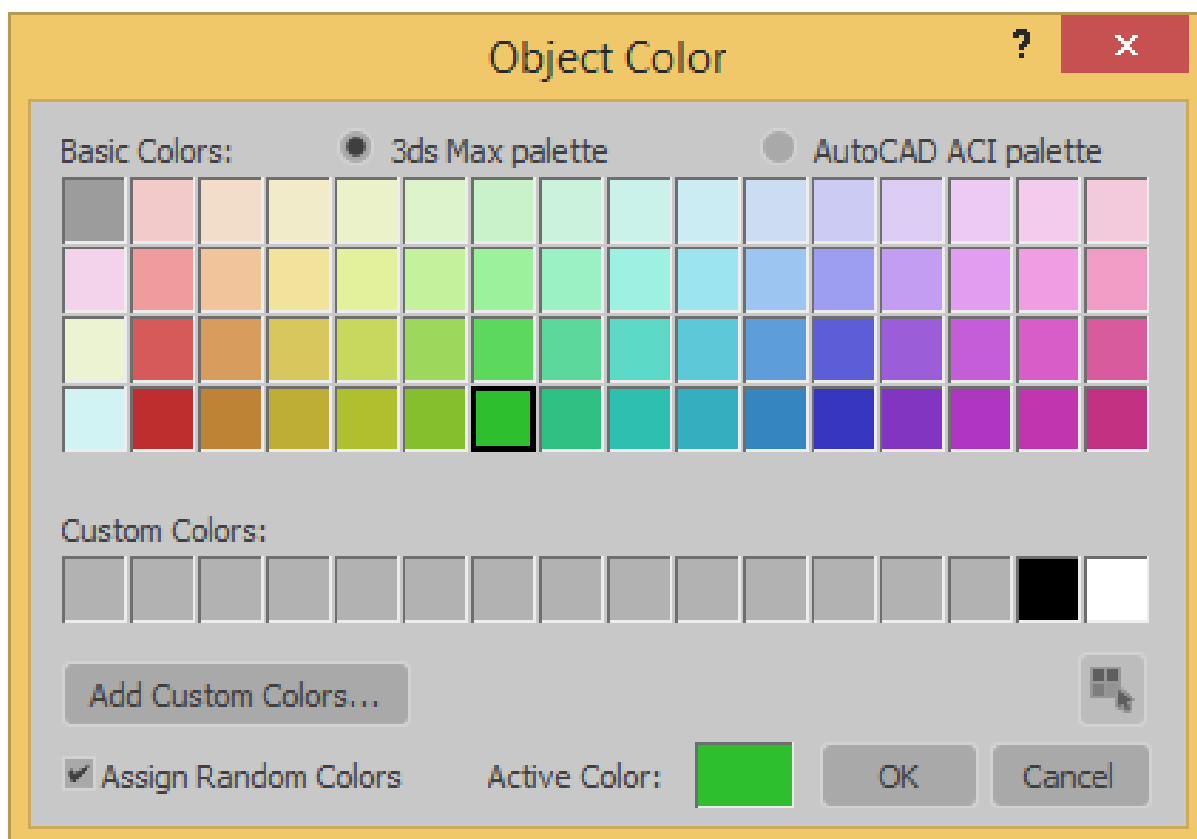 Object Color ?
Basic Colors: 3ds Max palette AutoCAD ACI palette
Custom Colors:
Add Custom Colors...
Assign Random Colors Active Color: OK Cancel